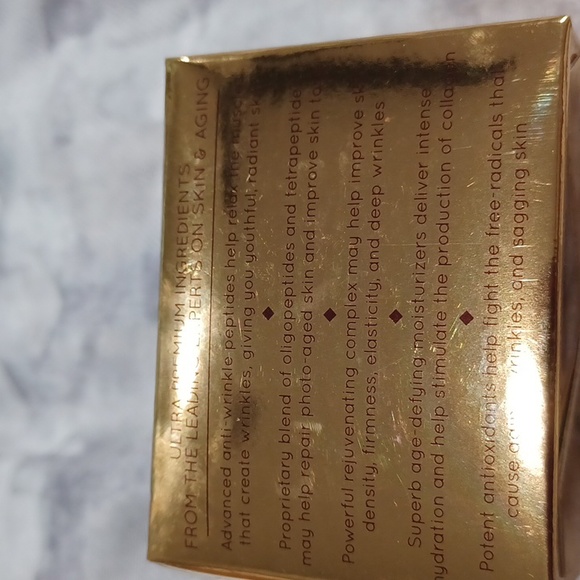 ULTRA PREMIUM INGREDIENTS
FROM THE LEADING EXPERTS ON SKIN & AGING
Advanced anti-wrinkle peptides help relax the
that create wrinkles, giving you youthful, radiant
Proprietary blend of oligopeptides and tetrapeptide
may help repair photo-aged skin and improve skin
Powerful rejuvenating complex may help improve
density, firmness, elasticity, and deep wrinkles
Superb age-defying moisturizers deliver intense
hydration and help stimulate the production of collagen
Potent antioxidants help fight the free-radicals that
cause wrinkles, and sagging skin